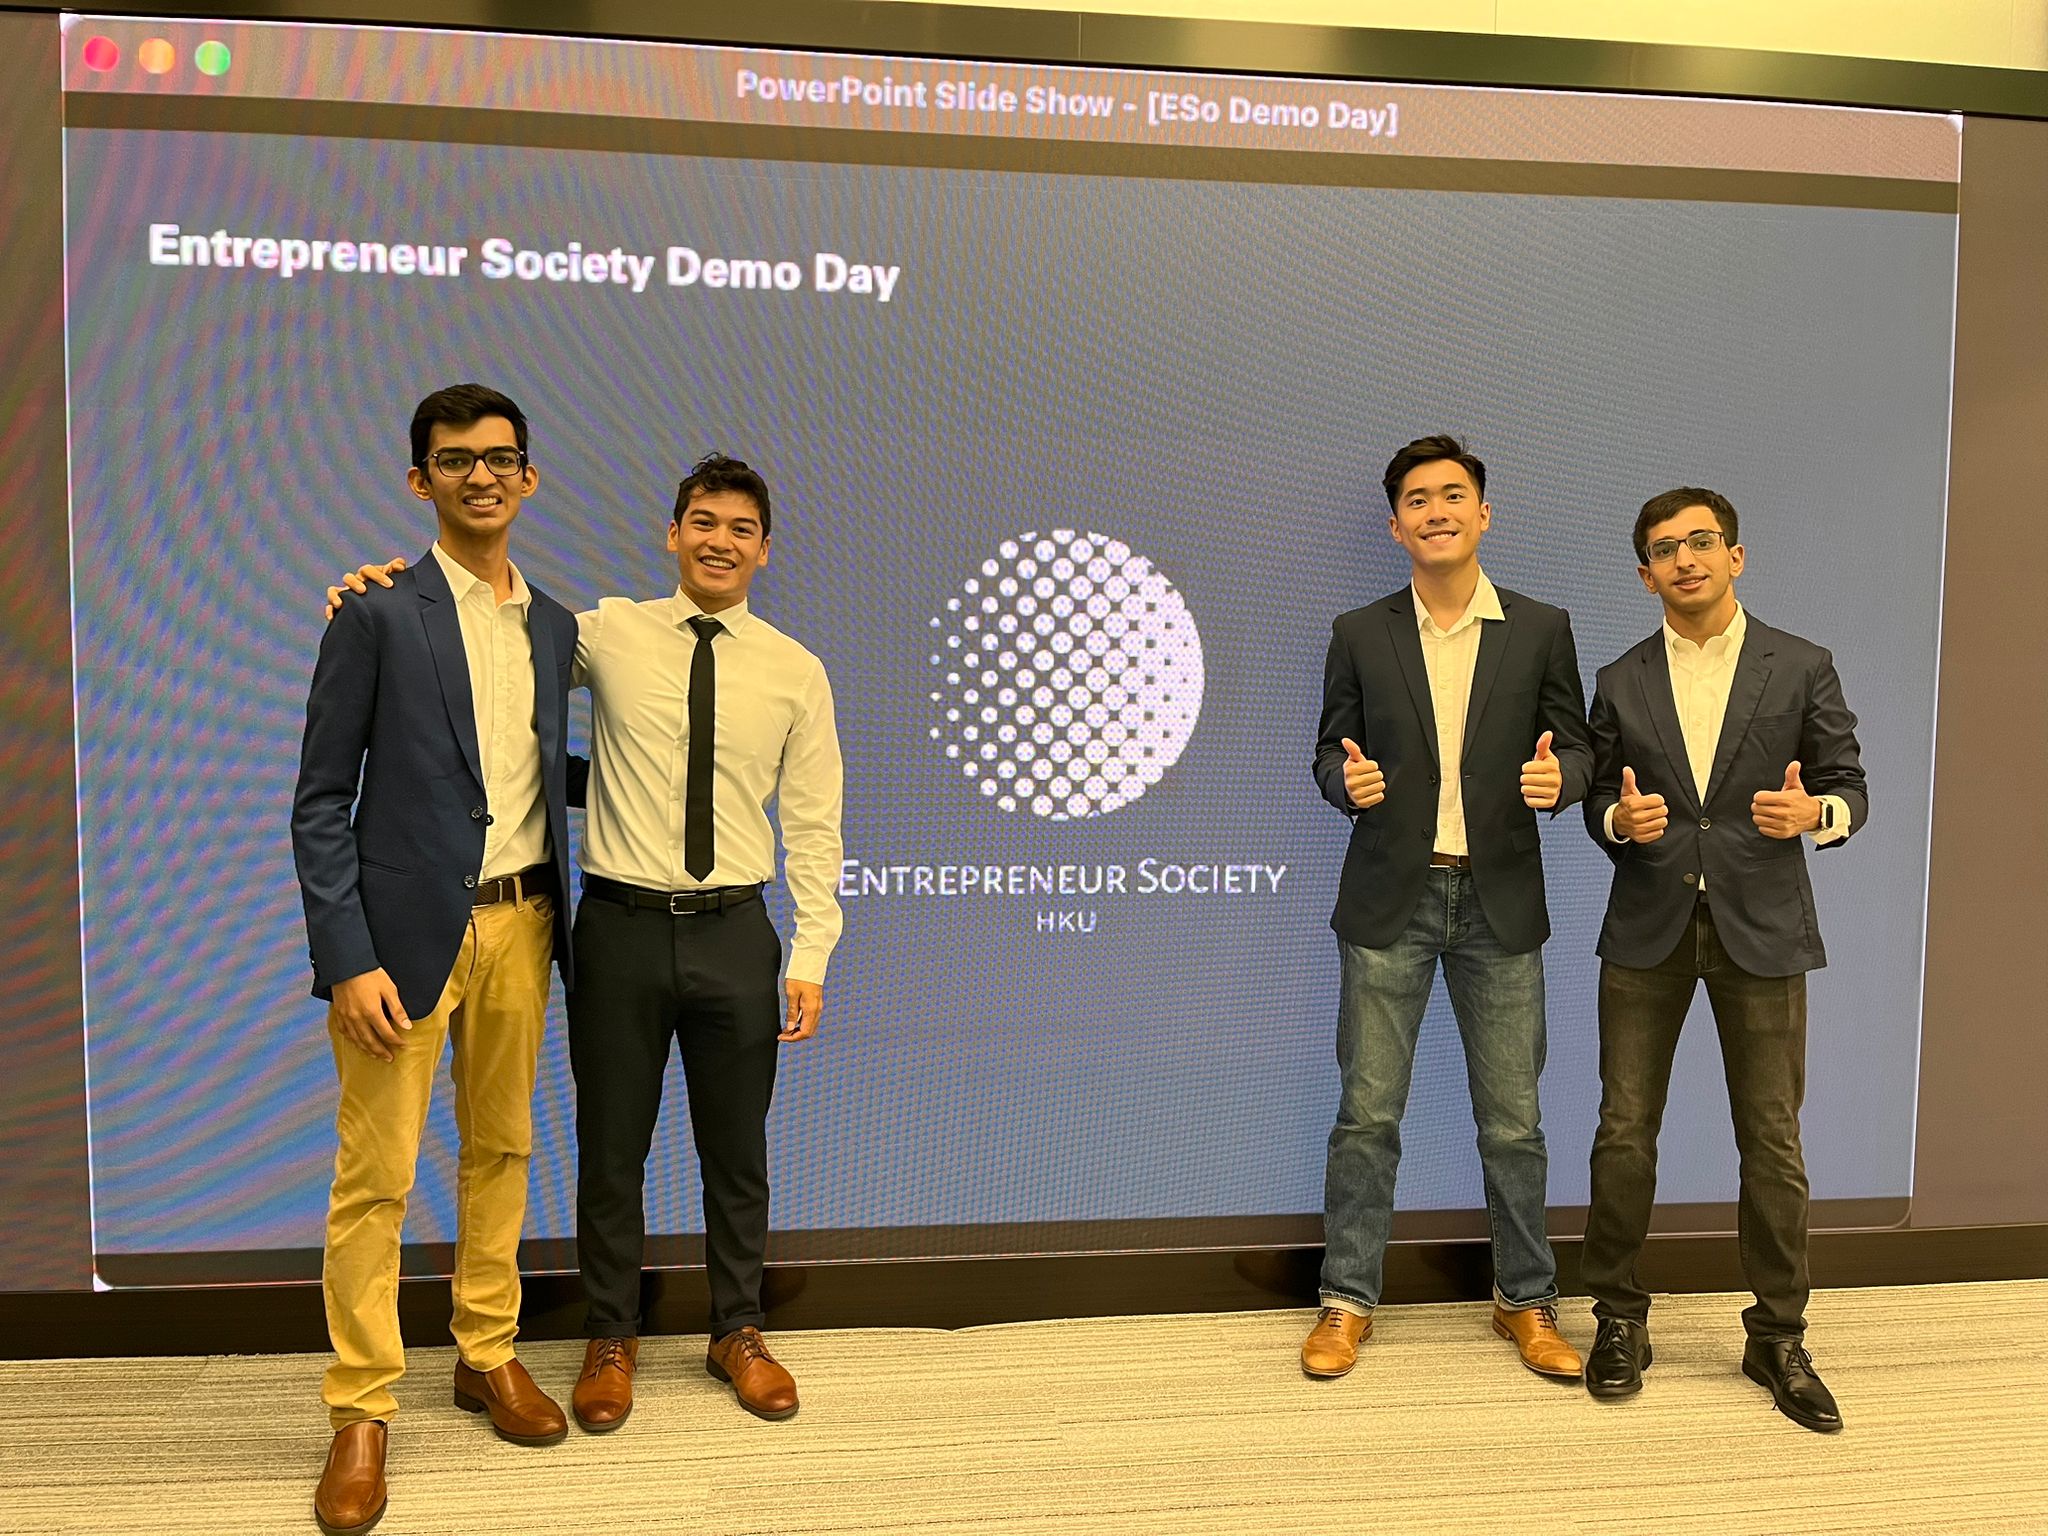 PowerPoint Slide Show - [ESo Demo Day]
Entrepreneur Society Demo Day
ENTREPRENEUR SOCIETY
HKU